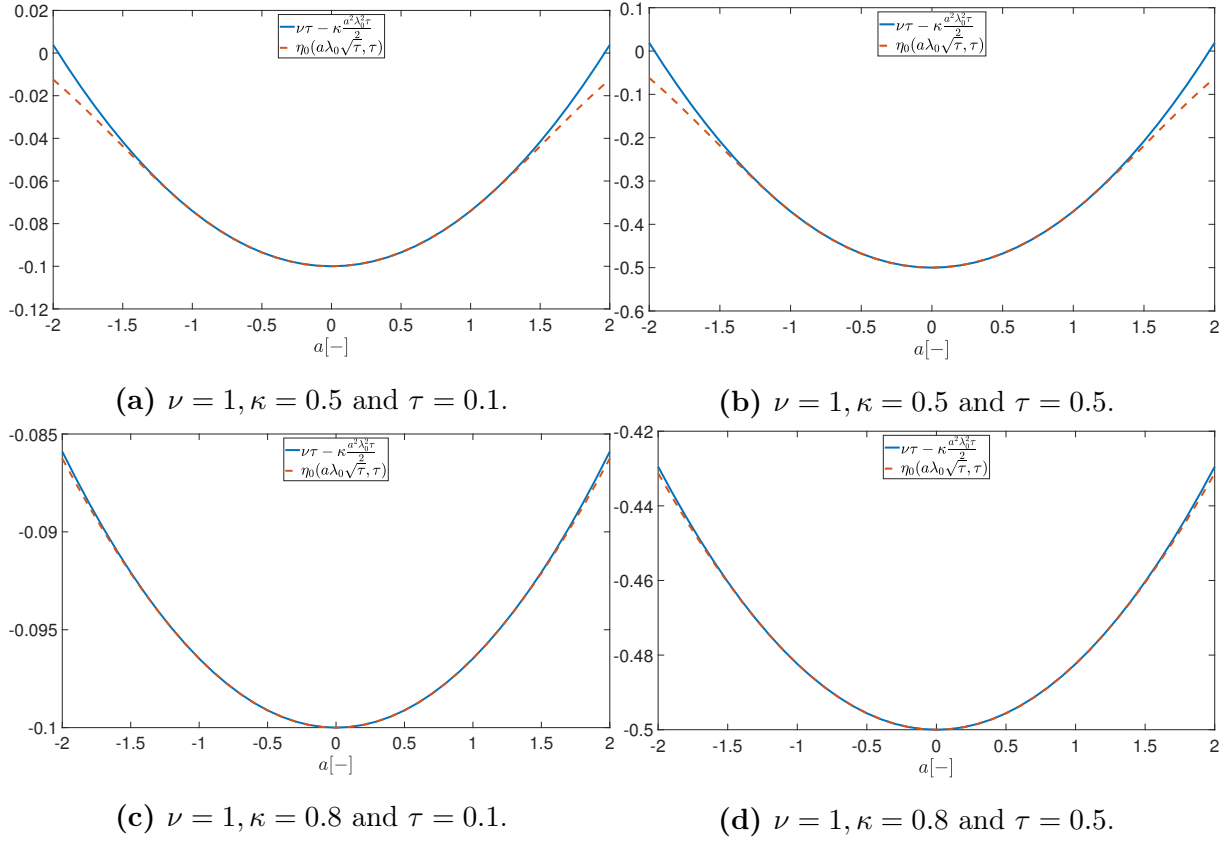 0.02
0
-0.02
-0.04
-0.06
-0.08
-0.1
-0.12
-2 -1.5 -1 -0.5 0 0.5 1 1.5 2
a[−]
ντ − κ a²λ₀²τ/2
η₀(aλ₀√τ, τ)
(a) ν = 1, κ = 0.5 and τ = 0.1.
0.1
0
-0.1
-0.2
-0.3
-0.4
-0.5
-0.6
-2 -1.5 -1 -0.5 0 0.5 1 1.5 2
a[−]
ντ − κ a²λ₀²τ/2
η₀(aλ₀√τ, τ)
(b) ν = 1, κ = 0.5 and τ = 0.5.
-0.085
-0.09
-0.095
-0.1
-2 -1.5 -1 -0.5 0 0.5 1 1.5 2
a[−]
ντ − κ a²λ₀²τ/2
η₀(aλ₀√τ, τ)
(c) ν = 1, κ = 0.8 and τ = 0.1.
-0.42
-0.44
-0.46
-0.48
-0.5
-2 -1.5 -1 -0.5 0 0.5 1 1.5 2
a[−]
ντ − κ a²λ₀²τ/2
η₀(aλ₀√τ, τ)
(d) ν = 1, κ = 0.8 and τ = 0.5.